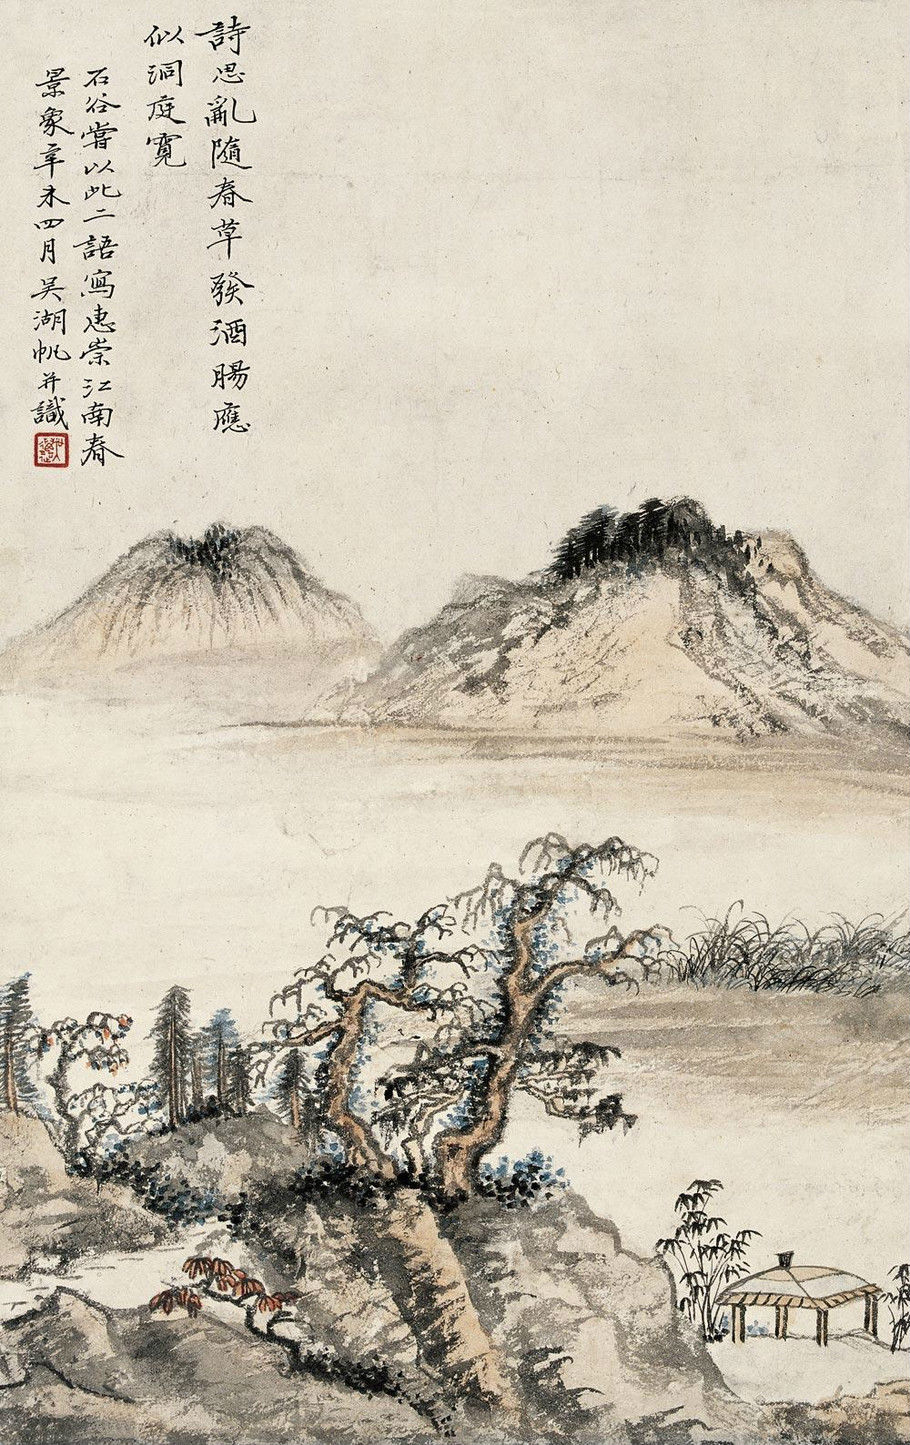 詩思亂隨春草發酒腸應
似洞庭寬
石谷嘗以此二語寫惠崇江南春
景象辛未四月吳湖帆并識